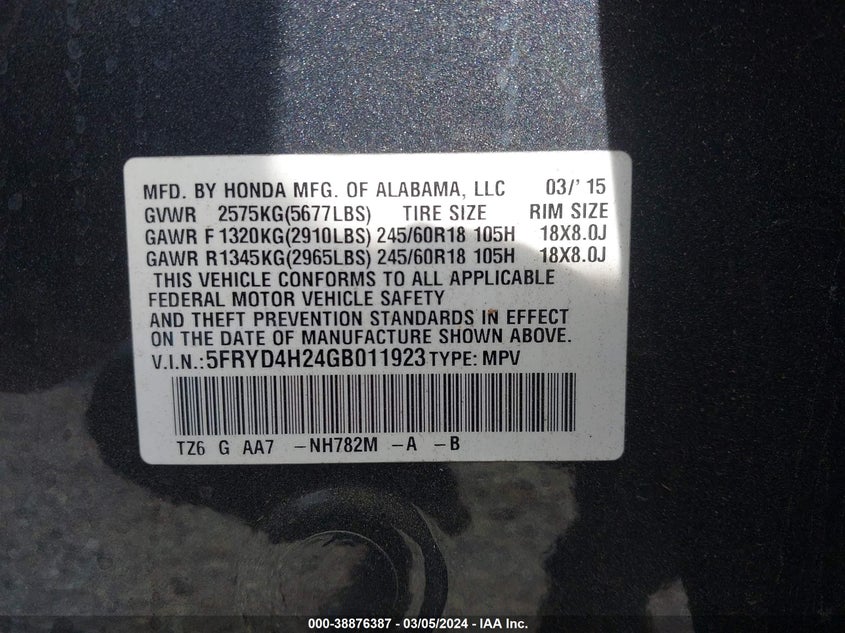 MFD. BY HONDA MFG. OF ALABAMA, LLC 03/' 15
GVWR 2575KG(5677LBS) TIRE SIZE RIM SIZE
GAWR F 1320KG(2910LBS) 245/60R18 105H 18X8.0J
GAWR R1345KG(2965LBS) 245/60R18 105H 18X8.0J
THIS VEHICLE CONFORMS TO ALL APPLICABLE
FEDERAL MOTOR VEHICLE SAFETY
AND THEFT PREVENTION STANDARDS IN EFFECT
ON THE DATE OF MANUFACTURE SHOWN ABOVE.
V.I.N.:5FRYD4H24GB011923 TYPE: MPV
TZ6 G AA7 -NH782M -A -B
000-38876387 - 03/05/2024 - IAA Inc.